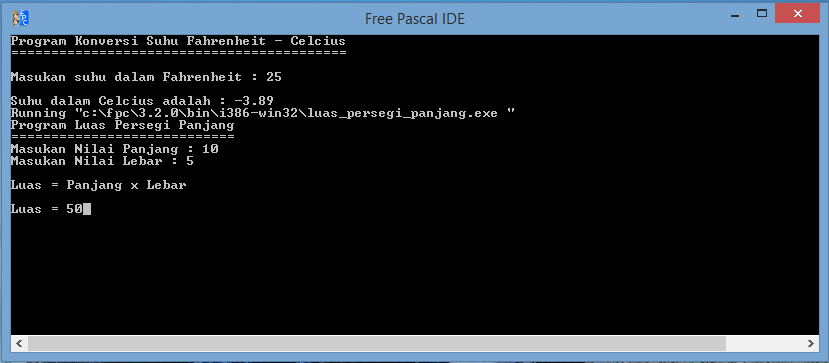 Free Pascal IDE
Program Konversi Suhu Fahrenheit - Celcius
==========================================
Masukan suhu dalam Fahrenheit : 25
Suhu dalam Celcius adalah : -3.89
Running "c:\fpc\3.2.0\bin\i386-win32\luas_persegi_panjang.exe "
Program Luas Persegi Panjang
============================
Masukan Nilai Panjang : 10
Masukan Nilai Lebar : 5
Luas = Panjang x Lebar
Luas = 50